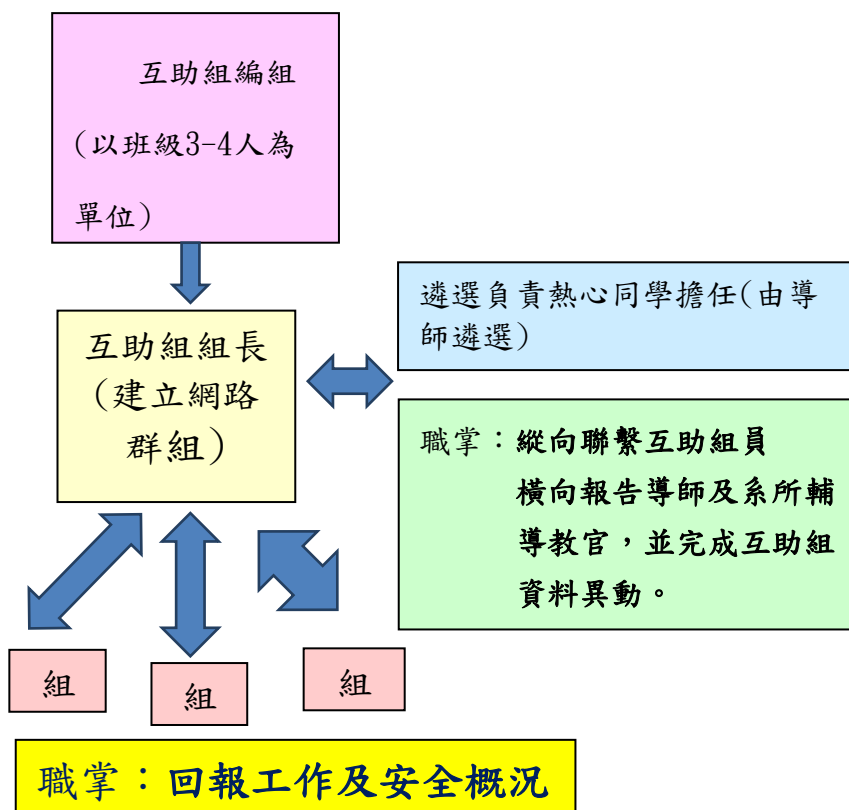 互助組編組
(以班級3-4人為
單位)
遴選負責熱心同學擔任(由導
師遴選)
互助組組長
(建立網路
群組)
職掌：縱向聯繫互助組員
橫向報告導師及系所輔
導教官，並完成互助組
資料異動。
組
組
組
職掌：回報工作及安全概況